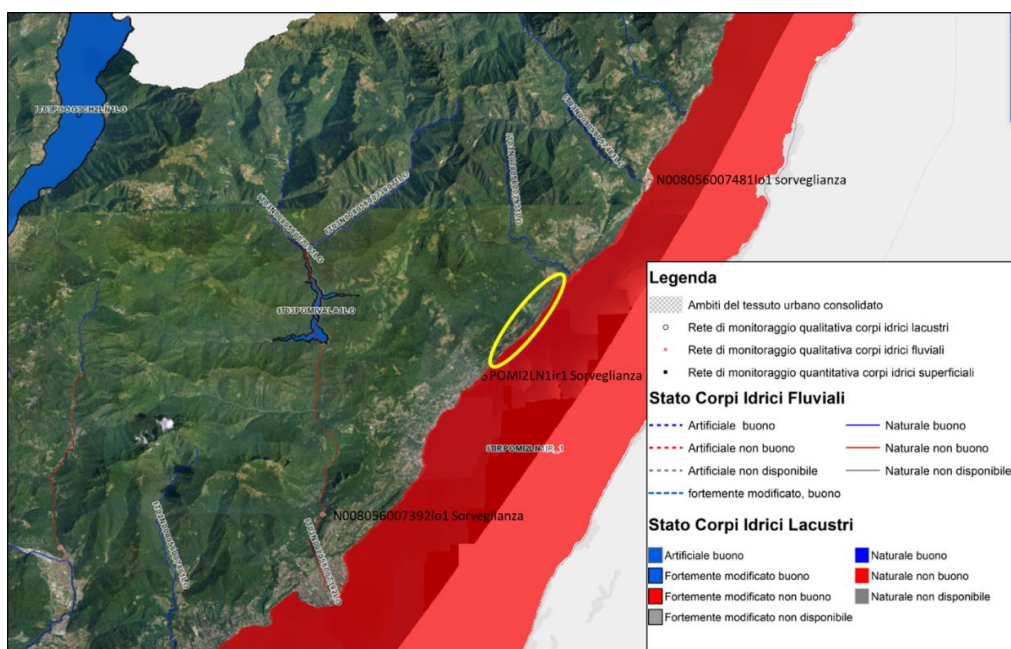 N008056007481lo1 sorveglianza
POMI2LN1ir1 Sorveglianza
N008056007392lo1 Sorveglianza
Legenda
Ambiti del tessuto urbano consolidato
Rete di monitoraggio qualitativa corpi idrici lacustri
Rete di monitoraggio qualitativa corpi idrici fluviali
Rete di monitoraggio quantitativa corpi idrici superficiali
Stato Corpi Idrici Fluviali
Artificiale buono
Naturale buono
Artificiale non buono
Naturale non buono
Artificiale non disponibile
Naturale non disponibile
fortemente modificato, buono
Stato Corpi Idrici Lacustri
Artificiale buono
Naturale buono
Fortemente modificato buono
Naturale non buono
Fortemente modificato non buono
Naturale non disponibile
Fortemente modificato non disponibile